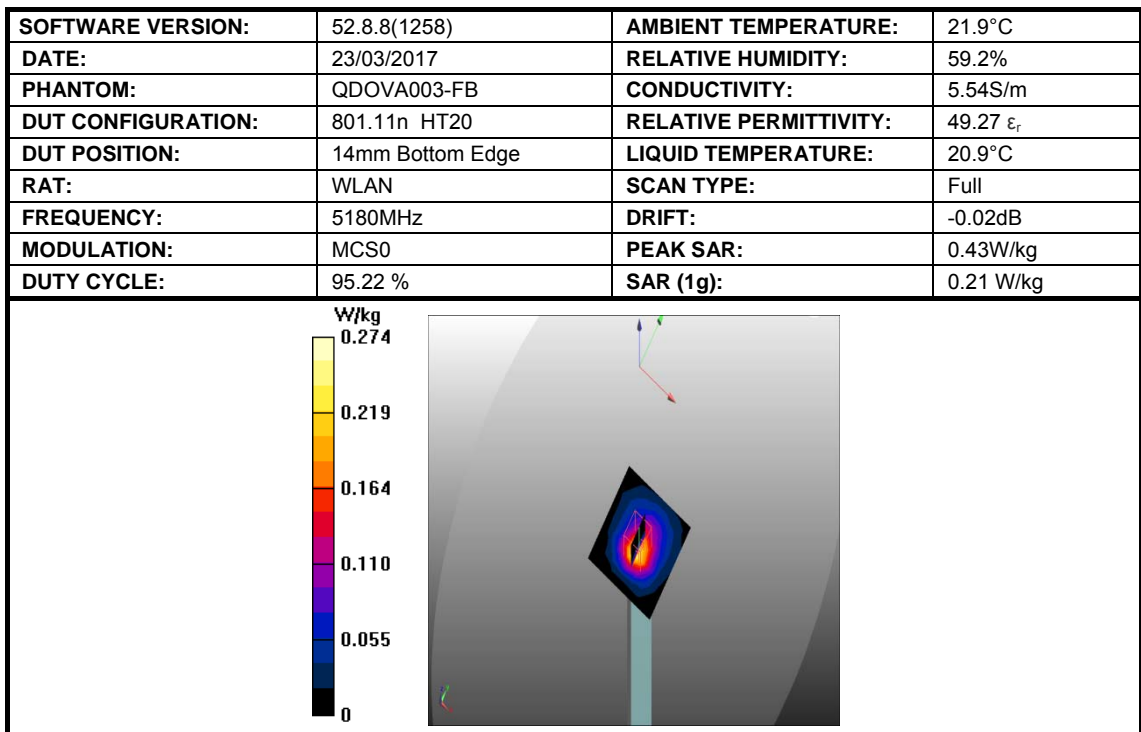 SOFTWARE VERSION: 52.8.8(1258) AMBIENT TEMPERATURE: 21.9°C
DATE: 23/03/2017 RELATIVE HUMIDITY: 59.2%
PHANTOM: QDOVA003-FB CONDUCTIVITY: 5.54S/m
DUT CONFIGURATION: 801.11n HT20 RELATIVE PERMITTIVITY: 49.27 εr
DUT POSITION: 14mm Bottom Edge LIQUID TEMPERATURE: 20.9°C
RAT: WLAN SCAN TYPE: Full
FREQUENCY: 5180MHz DRIFT: -0.02dB
MODULATION: MCS0 PEAK SAR: 0.43W/kg
DUTY CYCLE: 95.22 % SAR (1g): 0.21 W/kg
W/kg
0.274
0.219
0.164
0.110
0.055
0